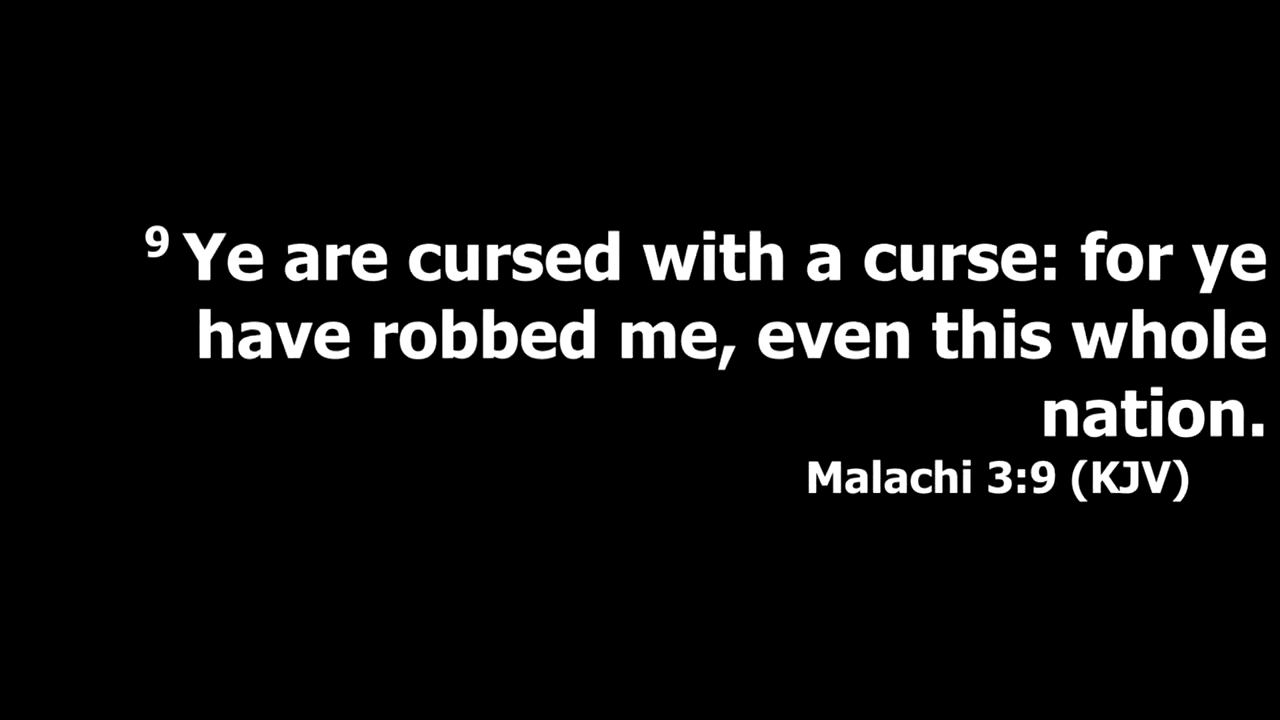 9 Ye are cursed with a curse: for ye
have robbed me, even this whole
nation.
Malachi 3:9 (KJV)